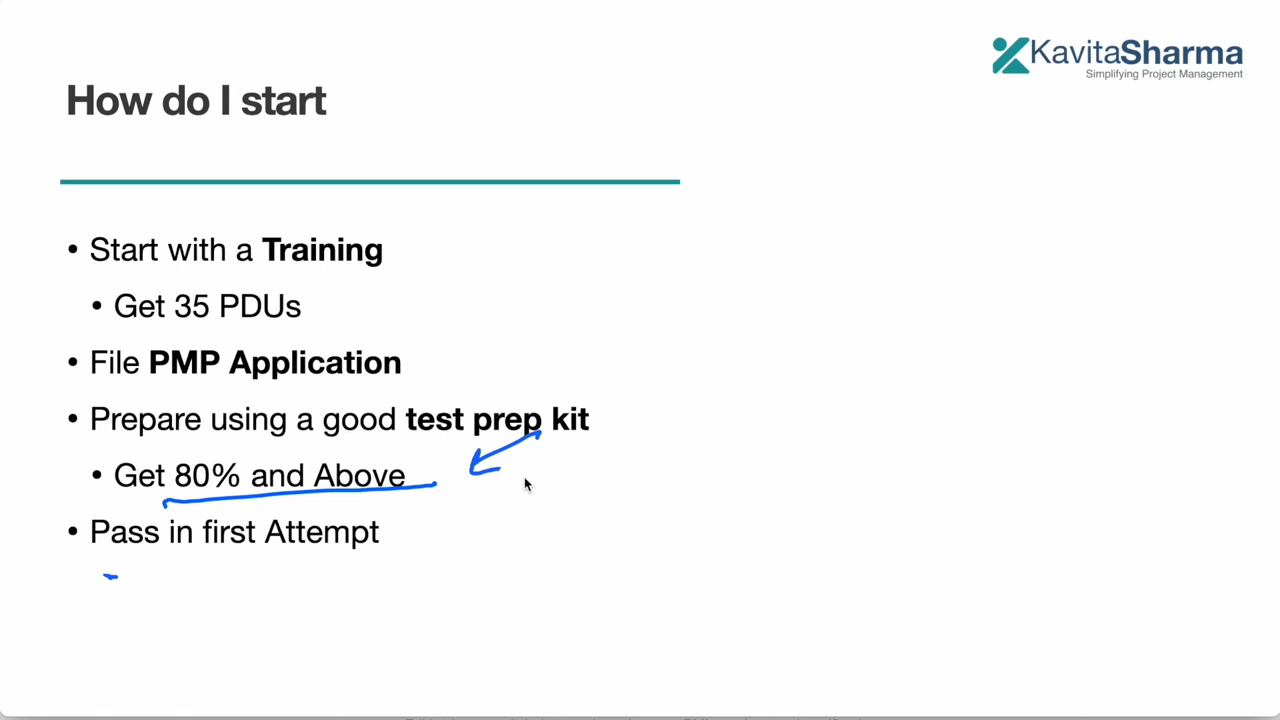 KavitaSharma
Simplifying Project Management
How do I start
• Start with a Training
• Get 35 PDUs
• File PMP Application
• Prepare using a good test prep kit
• Get 80% and Above
• Pass in first Attempt